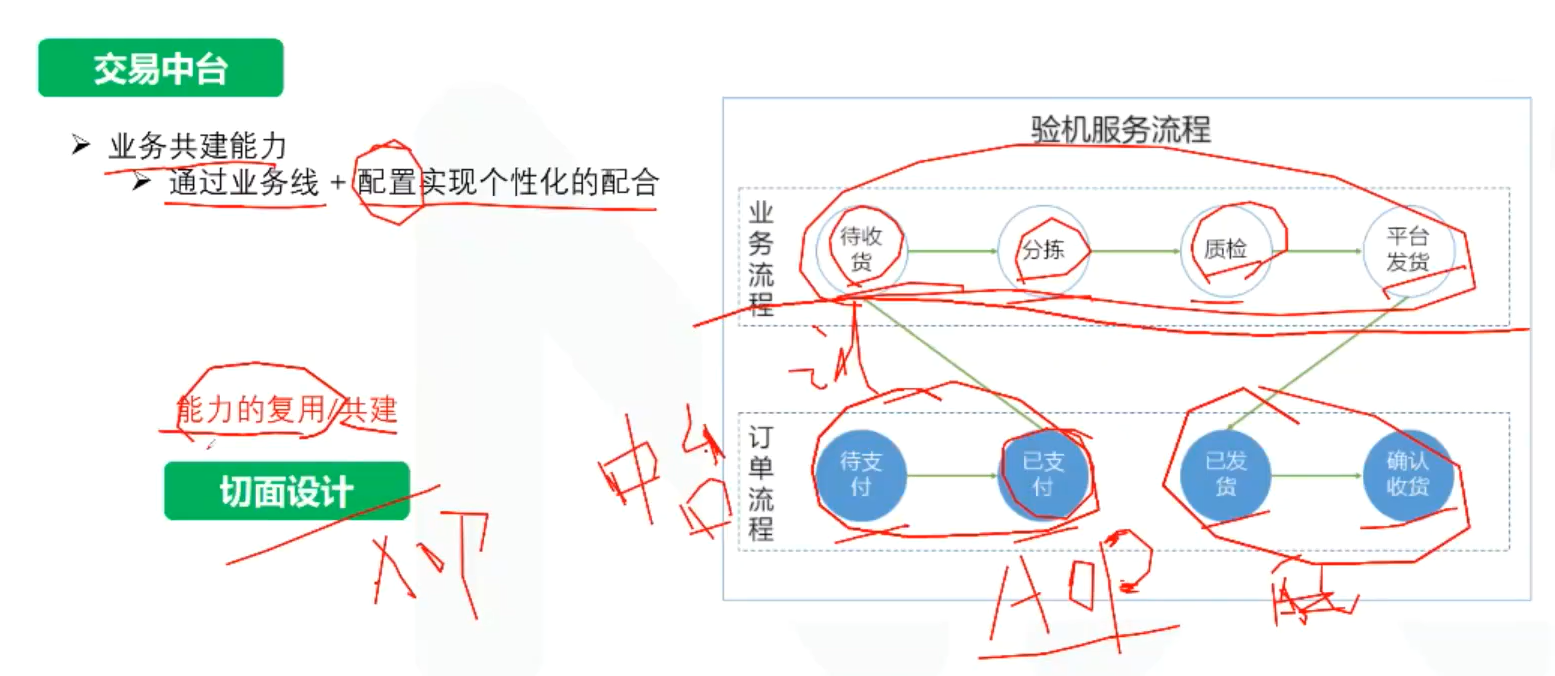 交易中台
➢ 业务共建能力
➢ 通过业务线 + 配置实现个性化的配合
能力的复用/共建
切面设计
验机服务流程
业务流程
待收货
分拣
质检
平台发货
订单流程
待支付
已支付
已发货
确认收货
中台
AOP